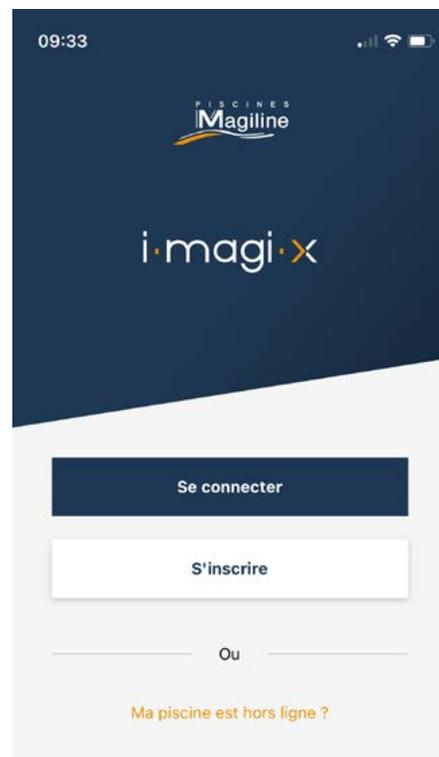 09:33
PISCINES
Magiline
i·magi·x
Se connecter
S'inscrire
Ou
Ma piscine est hors ligne ?